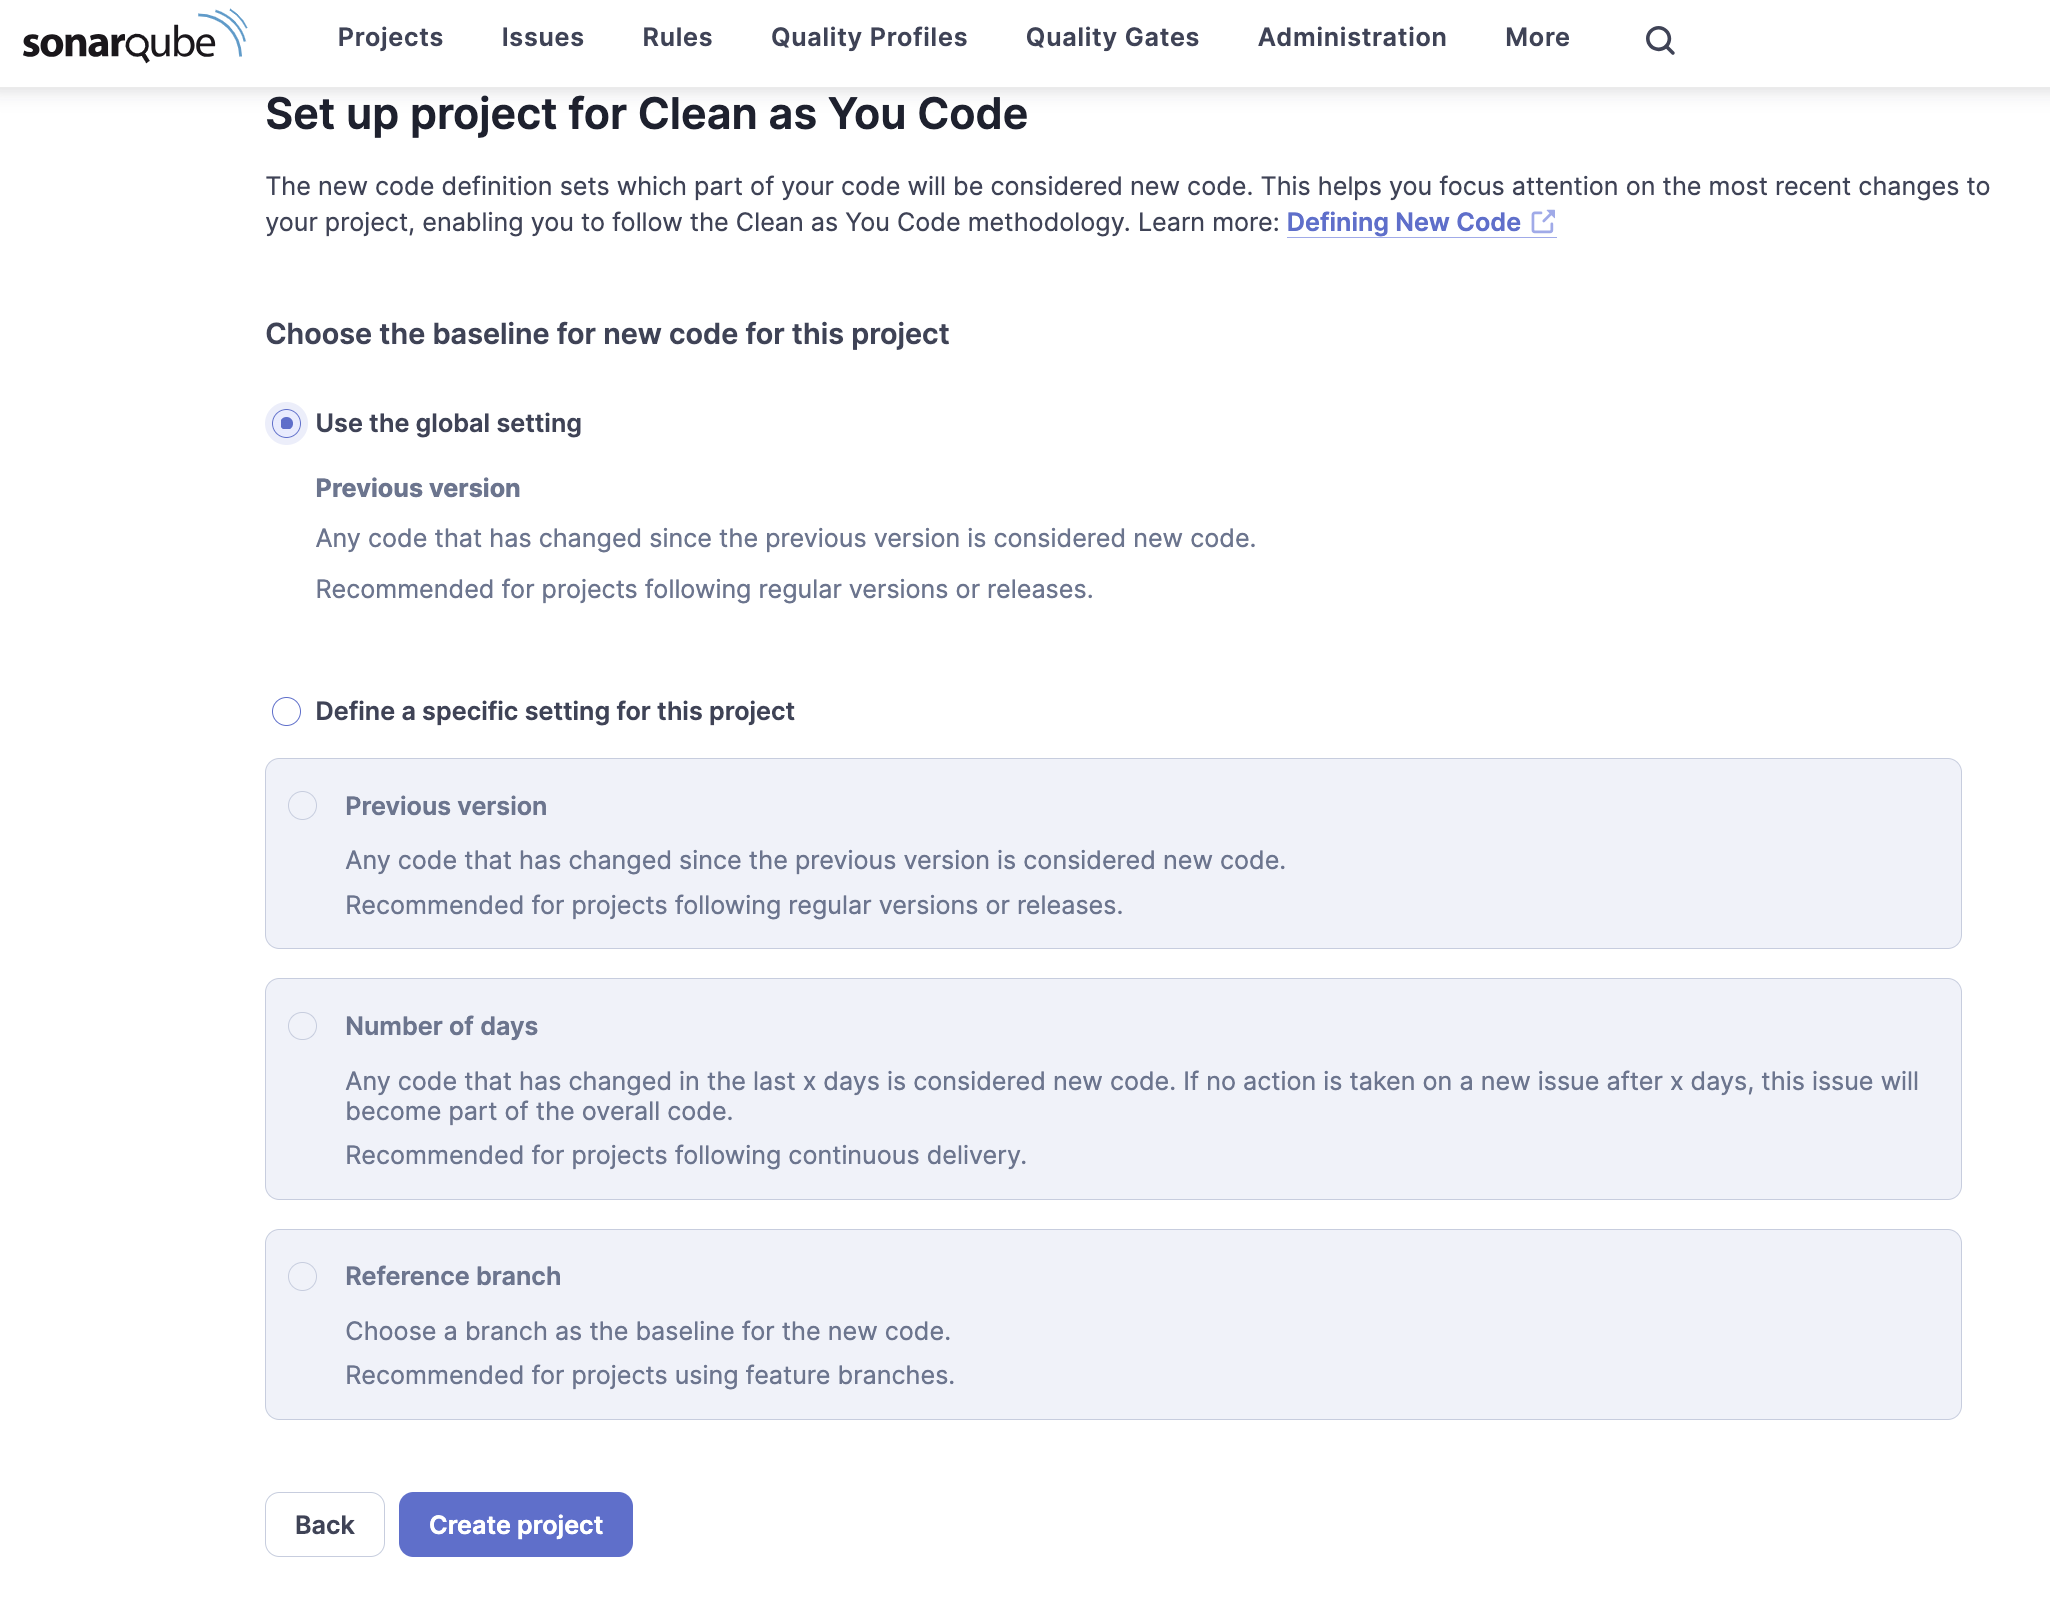 sonarqube
Projects
Issues
Rules
Quality Profiles
Quality Gates
Administration
More
Set up project for Clean as You Code
The new code definition sets which part of your code will be considered new code. This helps you focus attention on the most recent changes to
your project, enabling you to follow the Clean as You Code methodology. Learn more: Defining New Code
Choose the baseline for new code for this project
Use the global setting
Previous version
Any code that has changed since the previous version is considered new code.
Recommended for projects following regular versions or releases.
Define a specific setting for this project
Previous version
Any code that has changed since the previous version is considered new code.
Recommended for projects following regular versions or releases.
Number of days
Any code that has changed in the last x days is considered new code. If no action is taken on a new issue after x days, this issue will
become part of the overall code.
Recommended for projects following continuous delivery.
Reference branch
Choose a branch as the baseline for the new code.
Recommended for projects using feature branches.
Back
Create project